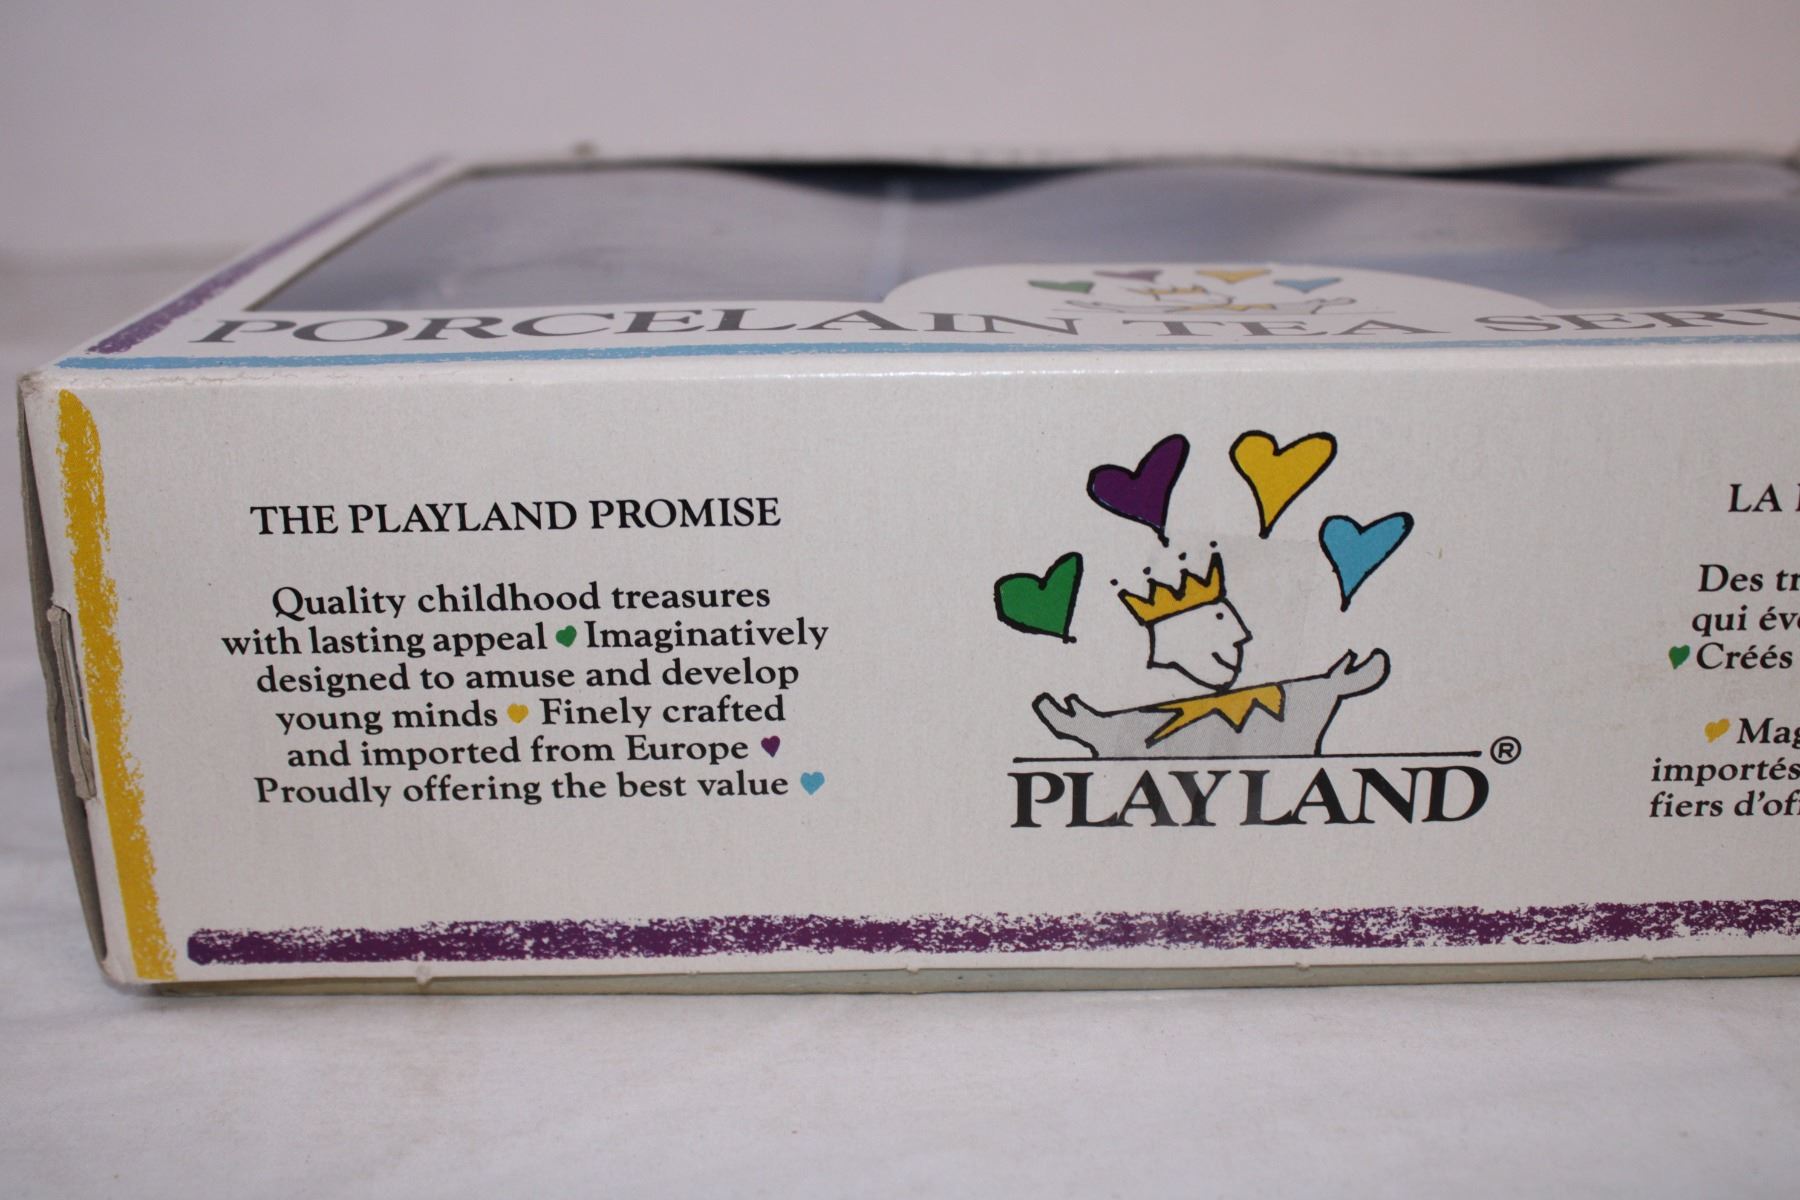 PORCELAIN TEA
THE PLAYLAND PROMISE
Quality childhood treasures
with lasting appeal Imaginatively
designed to amuse and develop
young minds Finely crafted
and imported from Europe
Proudly offering the best value
PLAYLAND®
LA
Des
qui
Créés
importés
fiers